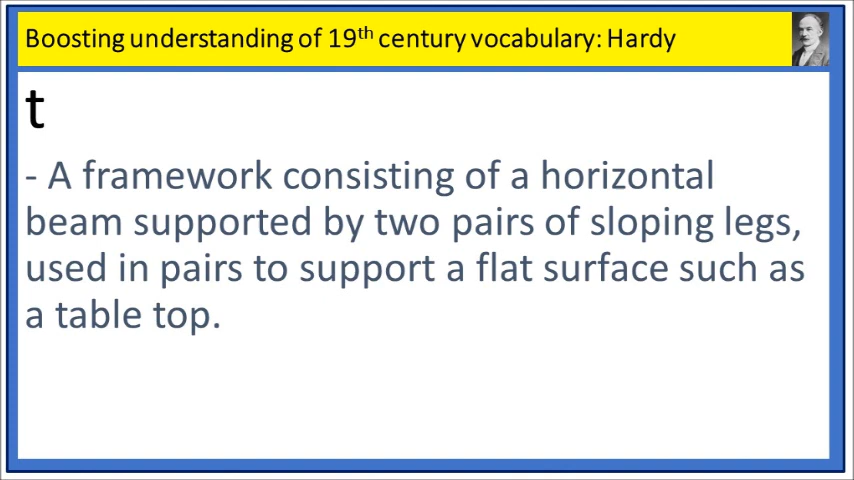 Boosting understanding of 19th century vocabulary: Hardy
t
- A framework consisting of a horizontal
beam supported by two pairs of sloping legs,
used in pairs to support a flat surface such as
a table top.